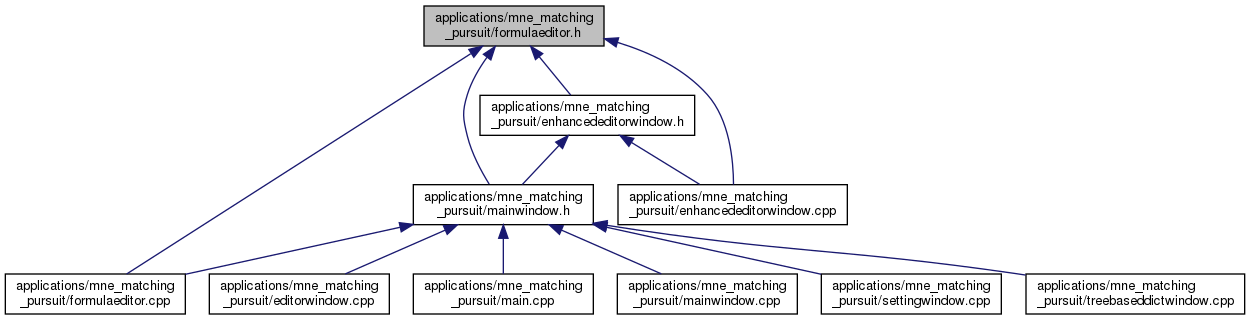 applications/mne_matching
_pursuit/formulaeditor.h
applications/mne_matching
_pursuit/enhancededitorwindow.h
applications/mne_matching
_pursuit/mainwindow.h
applications/mne_matching
_pursuit/enhancededitorwindow.cpp
applications/mne_matching
_pursuit/formulaeditor.cpp
applications/mne_matching
_pursuit/editorwindow.cpp
applications/mne_matching
_pursuit/main.cpp
applications/mne_matching
_pursuit/mainwindow.cpp
applications/mne_matching
_pursuit/settingwindow.cpp
applications/mne_matching
_pursuit/treebaseddictwindow.cpp